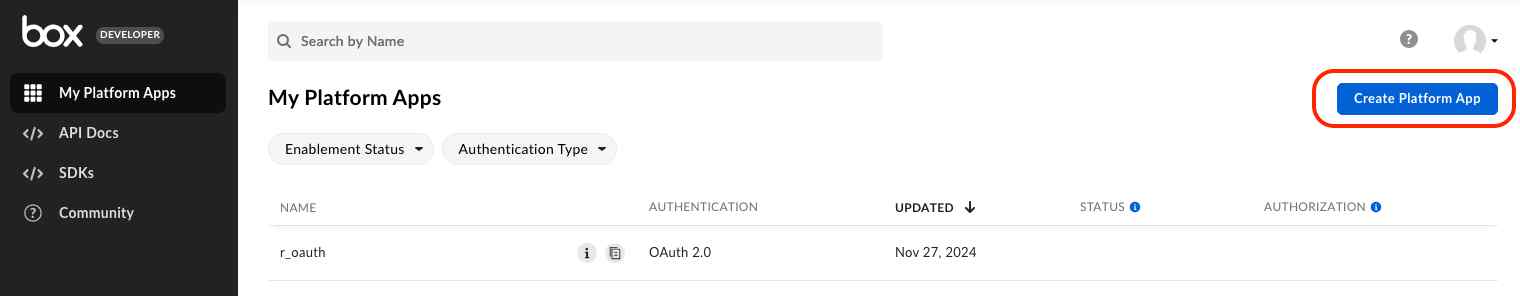 box DEVELOPER
My Platform Apps
API Docs
SDKs
Community
Search by Name
?
My Platform Apps
Create Platform App
Enablement Status Authentication Type
NAME AUTHENTICATION UPDATED STATUS AUTHORIZATION
r_oauth OAuth 2.0 Nov 27, 2024